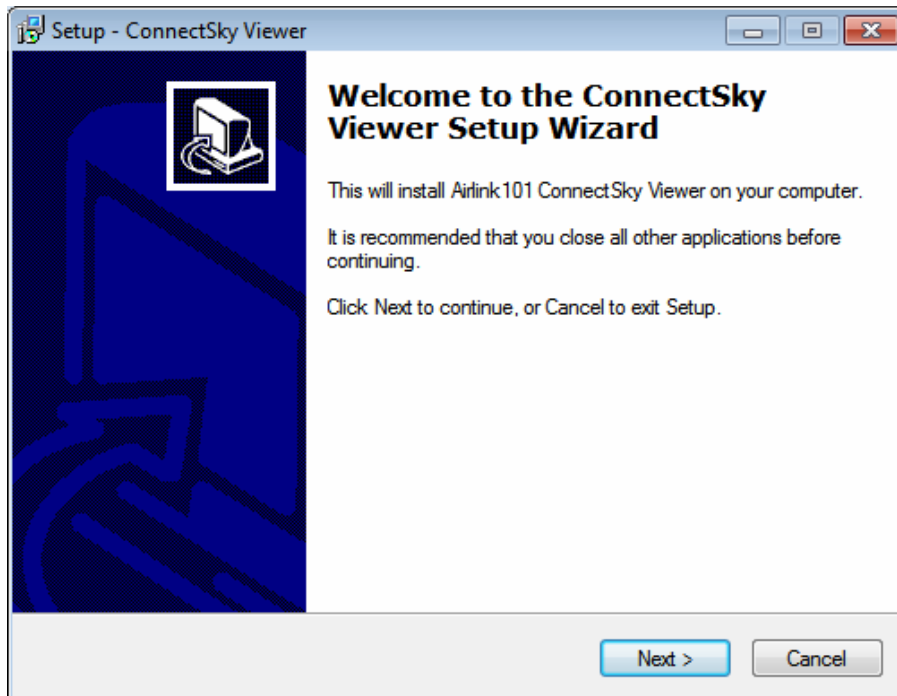 Setup - ConnectSky Viewer
Welcome to the ConnectSky
Viewer Setup Wizard
This will install Airlink101 ConnectSky Viewer on your computer.
It is recommended that you close all other applications before
continuing.
Click Next to continue, or Cancel to exit Setup.
Next >
Cancel